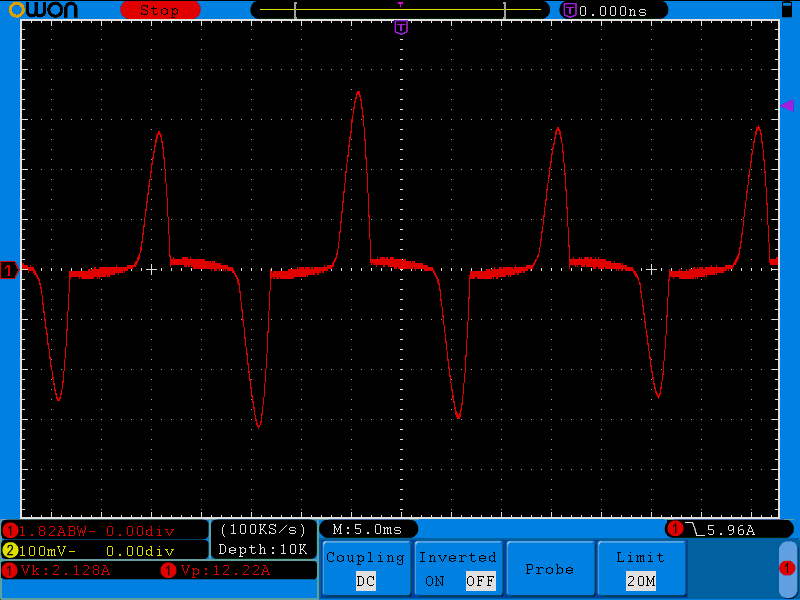 OWON Stop T 0.000ns
T
1
1 1.82ABW- 0.00div
2 100mV- 0.00div
(100KS/s)
Depth:10K
M:5.0ms
1 5.96A
1 Vk:2.128A 1 Vp:12.22A
Coupling
DC
Inverted
ON OFF
Probe
Limit
20M
1